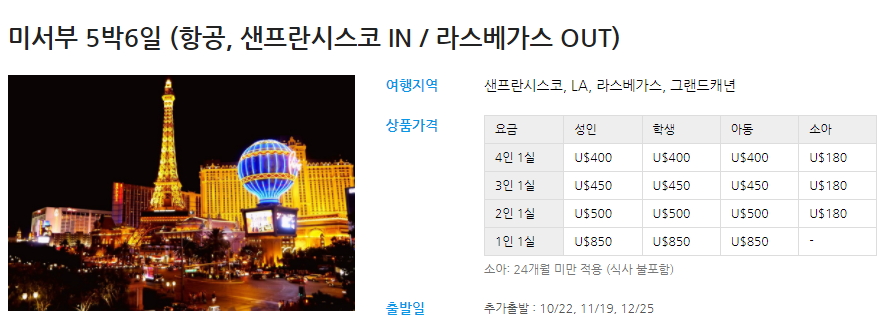 미서부 5박6일 (항공, 샌프란시스코 IN / 라스베가스 OUT)
여행지역 샌프란시스코, LA, 라스베가스, 그랜드캐년
상품가격
요금 성인 학생 아동 소아
4인 1실 U$400 U$400 U$400 U$180
3인 1실 U$450 U$450 U$450 U$180
2인 1실 U$500 U$500 U$500 U$180
1인 1실 U$850 U$850 U$850 -
소아: 24개월 미만 적용 (식사 불포함)
출발일 추가출발 : 10/22, 11/19, 12/25